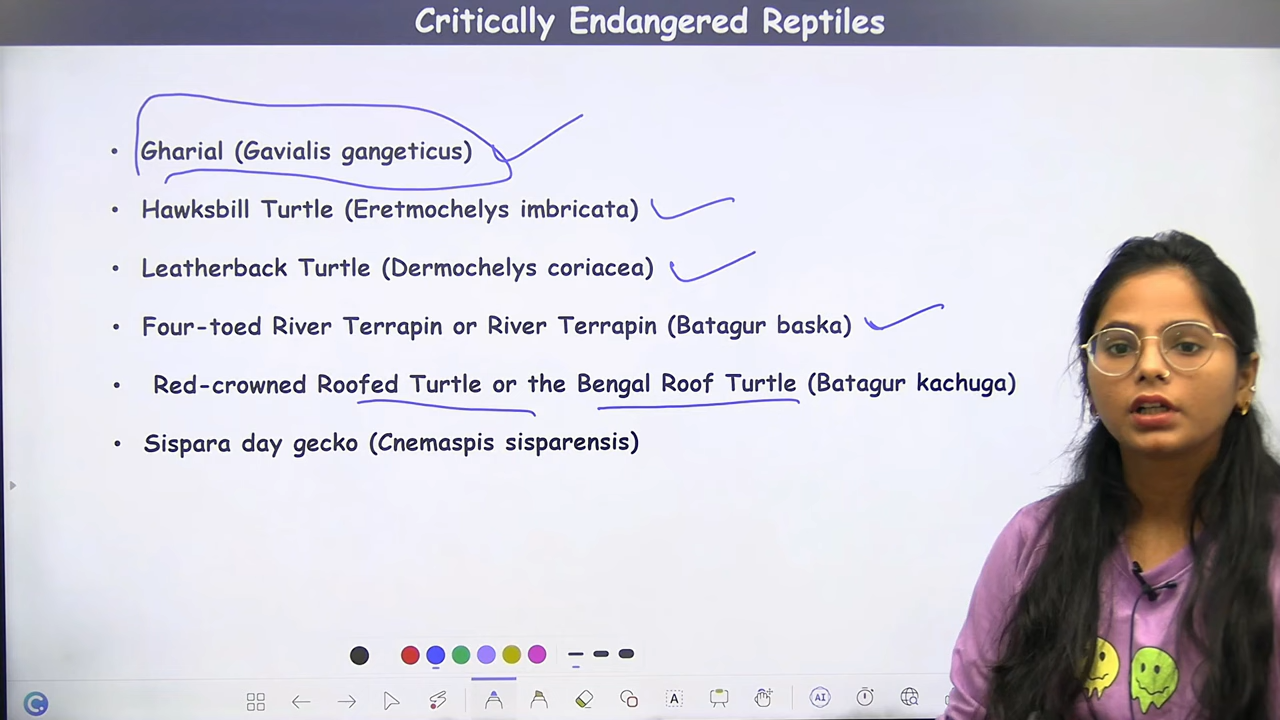 Critically Endangered Reptiles
• Gharial (Gavialis gangeticus)
• Hawksbill Turtle (Eretmochelys imbricata)
• Leatherback Turtle (Dermochelys coriacea)
• Four-toed River Terrapin or River Terrapin (Batagur baska)
• Red-crowned Roofed Turtle or the Bengal Roof Turtle (Batagur kachuga)
• Sispara day gecko (Cnemaspis sisparensis)
A
AI